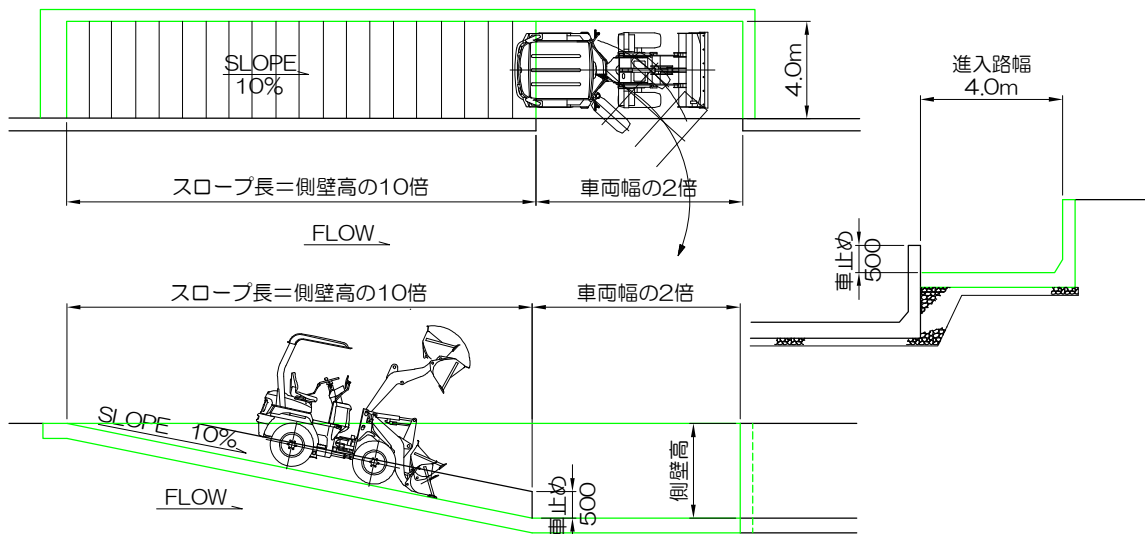 SLOPE
10%
4.0m
スロープ長=側壁高の10倍
車両幅の2倍
FLOW
進入路幅
4.0m
車止め
500
スロープ長=側壁高の10倍
車両幅の2倍
SLOPE 10%
FLOW
車止め
500
側壁高